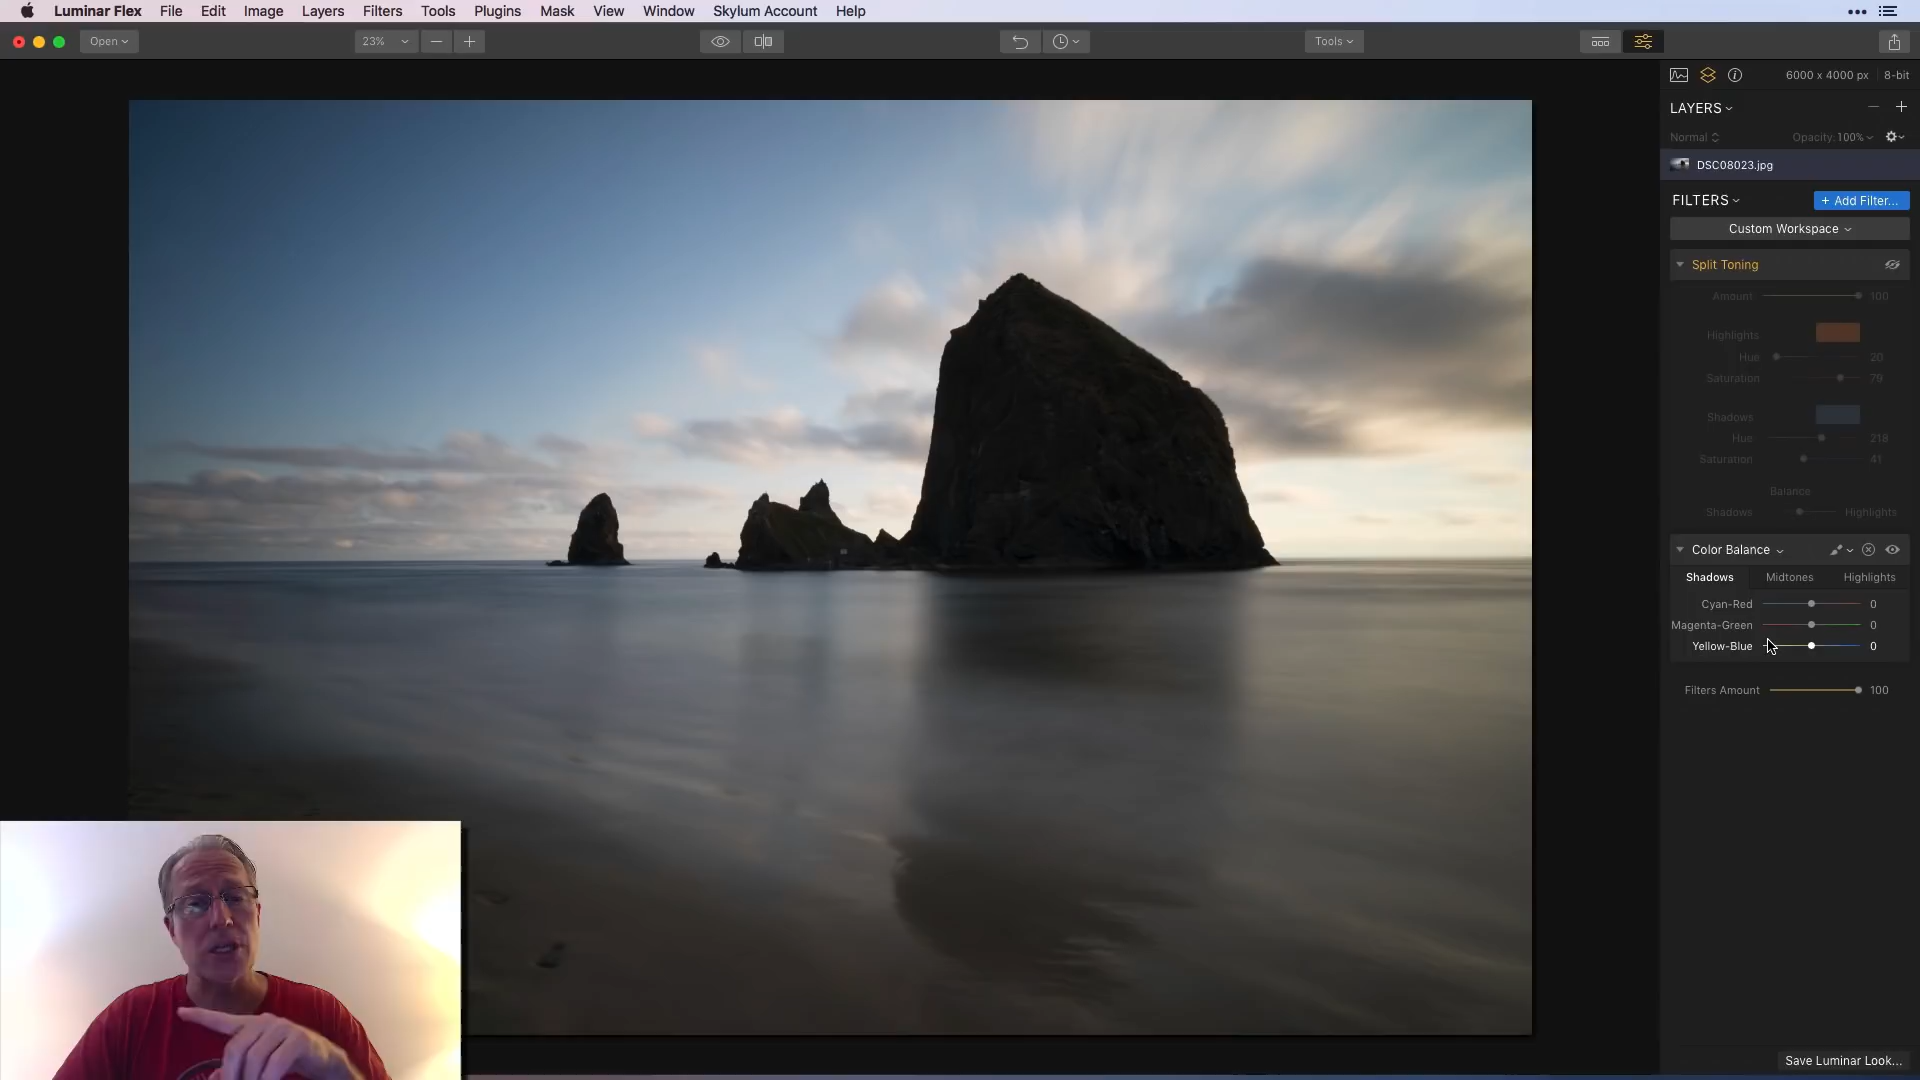 Luminar Flex File Edit Image Layers Filters Tools Plugins Mask View Window Skylum Account Help
Open 23% Tools
6000 x 4000 px 8-bit
LAYERS
Normal Opacity: 100%
DSC08023.jpg
FILTERS + Add Filter...
Custom Workspace
Split Toning
Amount 100
Highlights
Hue 20
Saturation 79
Shadows
Hue 218
Saturation 41
Balance
Shadows Highlights
Color Balance
Shadows Midtones Highlights
Cyan-Red 0
Magenta-Green 0
Yellow-Blue 0
Filters Amount 100
Save Luminar Look...